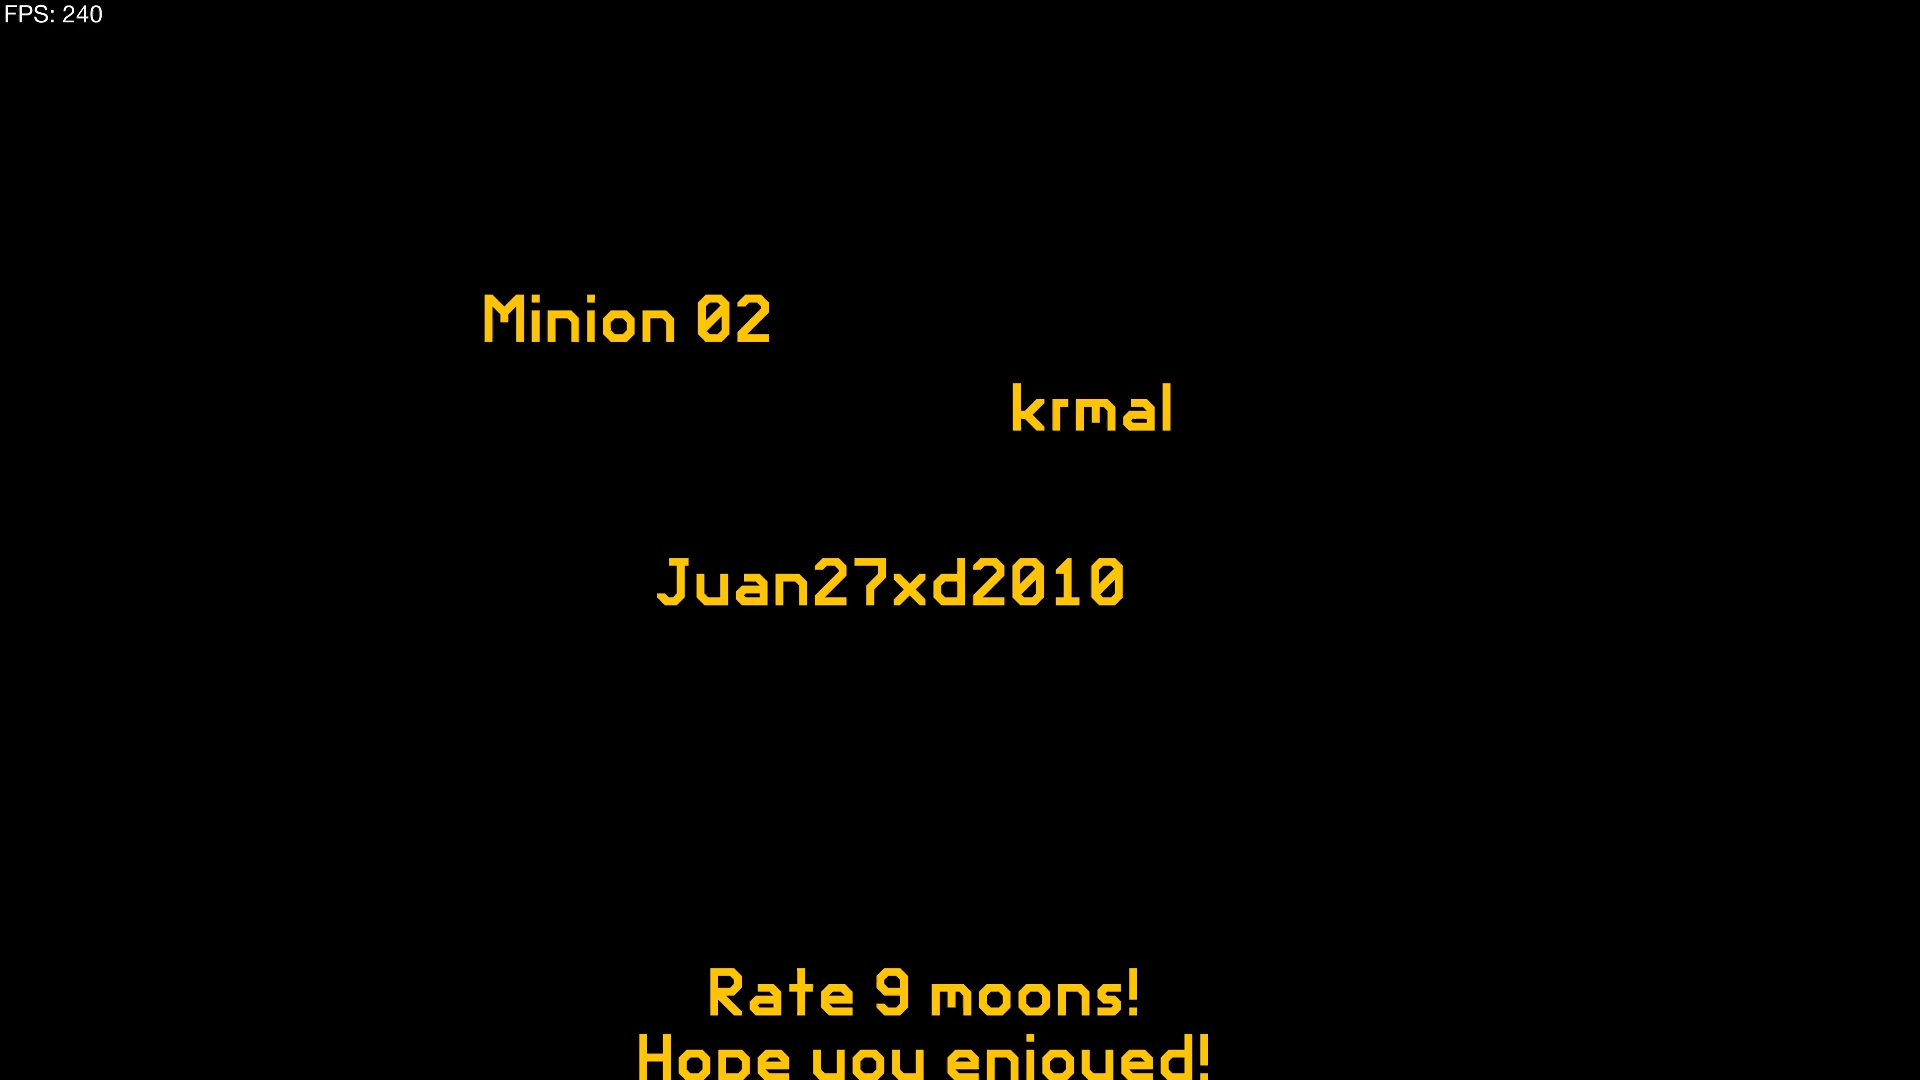 FPS: 240
Minion 02
krmal
Juan27xd2010
Rate 9 moons!
Hope you enjoyed!